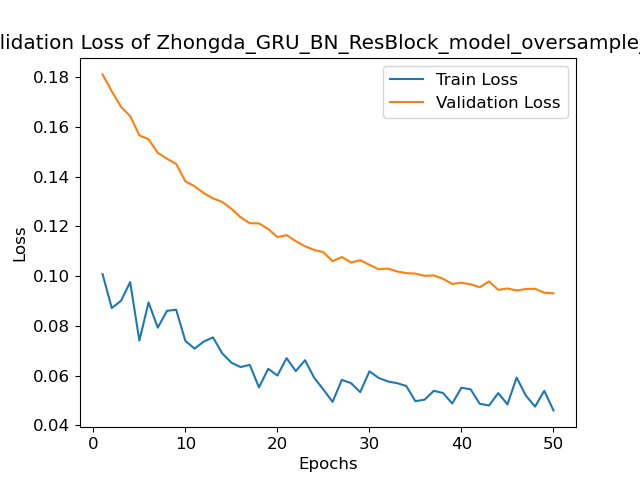 lidation Loss of Zhongda_GRU_BN_ResBlock_model_oversample_
Train Loss
Validation Loss
0.18
0.16
0.14
0.12
0.10
0.08
0.06
0.04
Loss
0
10
20
30
40
50
Epochs